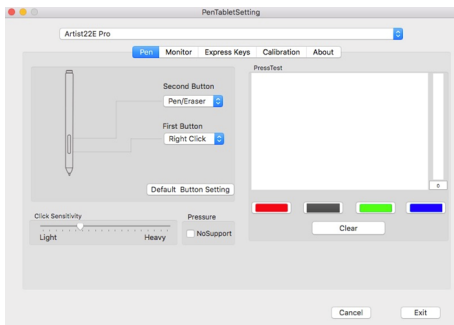 PenTabletSetting
Artist22E Pro
Pen Monitor Express Keys Calibration About
PressTest
Second Button
Pen/Eraser
First Button
Right Click
Default Button Setting
0
Click Sensitivity
Light Heavy
Pressure
NoSupport
Clear
Cancel Exit